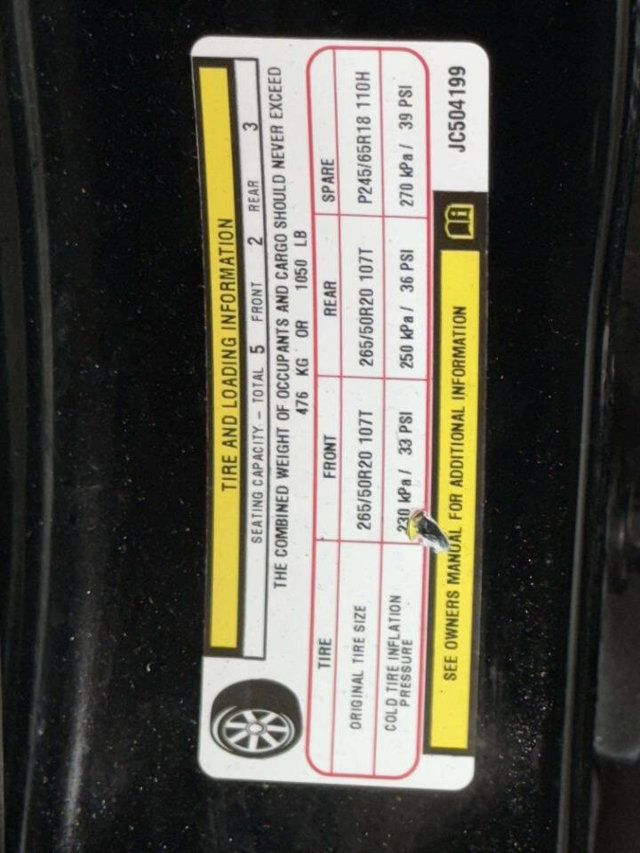 TIRE AND LOADING INFORMATION
SEATING CAPACITY – TOTAL 5 FRONT 2 REAR 3
THE COMBINED WEIGHT OF OCCUPANTS AND CARGO SHOULD NEVER EXCEED
476 KG OR 1050 LB
TIRE FRONT REAR SPARE
ORIGINAL TIRE SIZE 265/50R20 107T 265/50R20 107T P245/65R18 110H
COLD TIRE INFLATION PRESSURE 230 kPa / 33 PSI 250 kPa / 36 PSI 270 kPa / 39 PSI
SEE OWNERS MANUAL FOR ADDITIONAL INFORMATION
JC504199